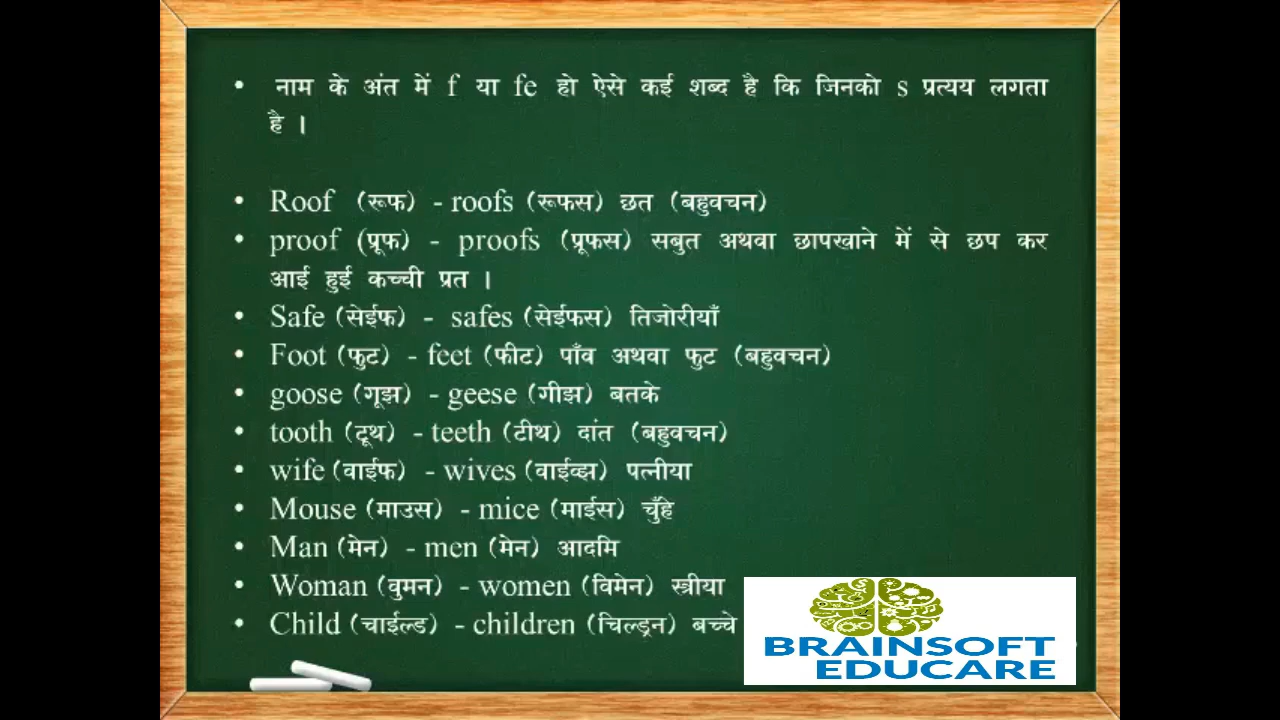 • नाम के अंत में f या fe हो ऐसे कई शब्द है कि जिनको s प्रत्यय लगता
है ।
• Roof (रूफ) - roofs (रूफस) छत (बहुवचन)
• proof (प्रूफ) - proofs (प्रूफस) सबुत अथवा छापखाने में से छप कर
आई हुई कच्ची प्रत ।
• Safe (सेईफ) - safes (सेईफस) तिजोरीयाँ
• Foot (फुट) - feet (फीट) पाँव अथवा फुट (बहुवचन)
• goose (गूझ) - geese (गीझ) बतके
• tooth (टूथ) - teeth (टीथ) दांत (बहुवचन)
• wife (वाईफ) - wives (वाईव्झ) पत्नीया
• Mouse (माउस) - mice (माईस) चुँहे
• Man (मेन) - men (मेन) आदमि
• Woman (वुमन) - women (विमेन) स्त्रीया
• Child (चाईल्ड) - children (चिल्ड्रन) बच्चे
BRAINSOFT
EDUCARE